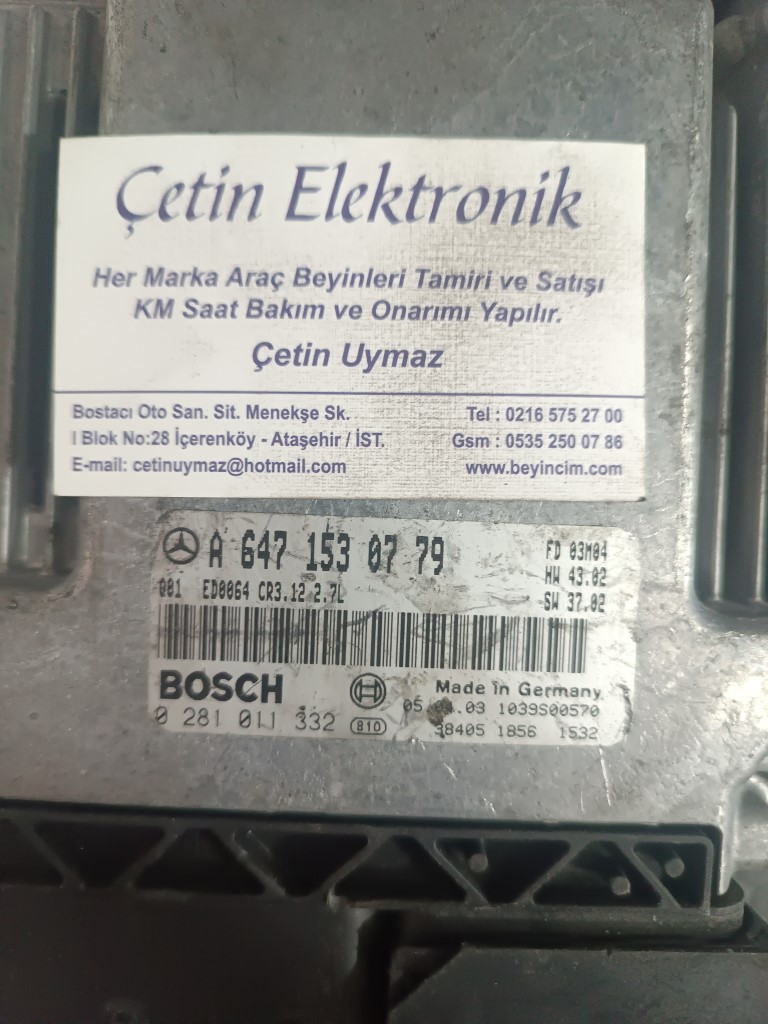 Çetin Elektronik
Her Marka Araç Beyinleri Tamiri ve Satışı
KM Saat Bakım ve Onarımı Yapılır.
Çetin Uymaz
Bostacı Oto San. Sit. Menekşe Sk.
I Blok No:28 İçerenköy - Ataşehir / İST.
E-mail: cetinuymaz@hotmail.com
Tel : 0216 575 27 00
Gsm : 0535 250 07 86
www.beyincim.com
A 647 153 07 79
FD 03M04
HW 43.02
001 ED0064 CR3.12 2.7L
SW 37.02
BOSCH
Made in Germany
0 281 011 332
810
05 .03 1039S00570
38405 1856 1532